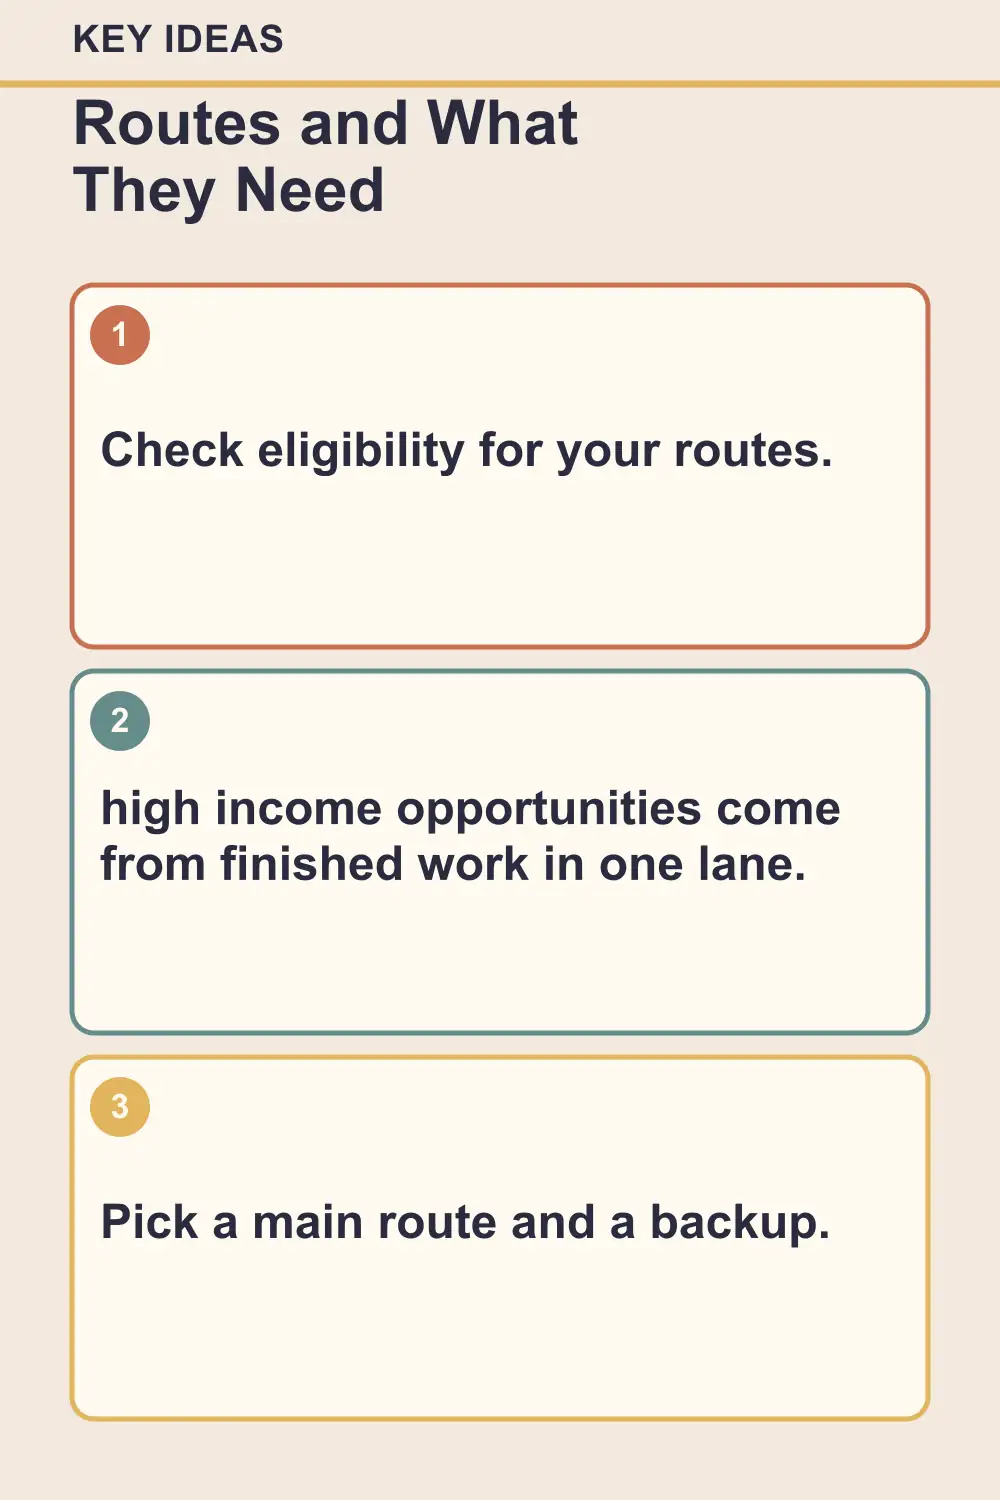 KEY IDEAS
Routes and What
They Need
1
Check eligibility for your routes.
2
high income opportunities come
from finished work in one lane.
3
Pick a main route and a backup.